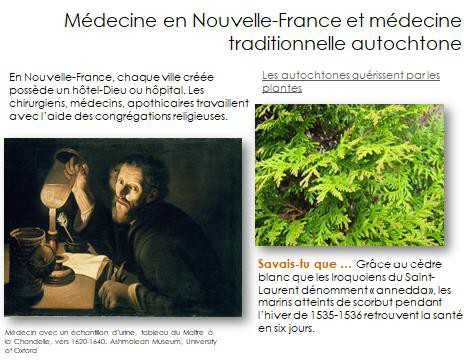 Médecine en Nouvelle-France et médecine
traditionnelle autochtone
En Nouvelle-France, chaque ville créée
possède un hôtel-Dieu ou hôpital. Les
chirurgiens, médecins, apothicaires travaillent
avec l'aide des congrégations religieuses.
Les autochtones guérissent par les
plantes
Médecin avec un échantillon d'urine, tableau du Maître à
la Chandelle, vers 1620-1640. Ashmolean Museum, University
of Oxford
Savais-tu que ... Grâce au cèdre
blanc que les Iroquoiens du Saint-
Laurent dénomment « annedda», les
marins atteints de scorbut pendant
l'hiver de 1535-1536 retrouvent la santé
en six jours.